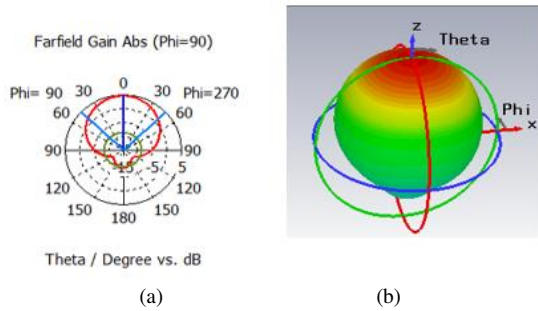 Farfield Gain Abs (Phi=90)
0
Phi= 90 30 30 Phi=270
60 60
90 -15 -5 5 90
120 120
150 150
180
Theta / Degree vs. dB
z
Theta
Phi
x
(a) (b)